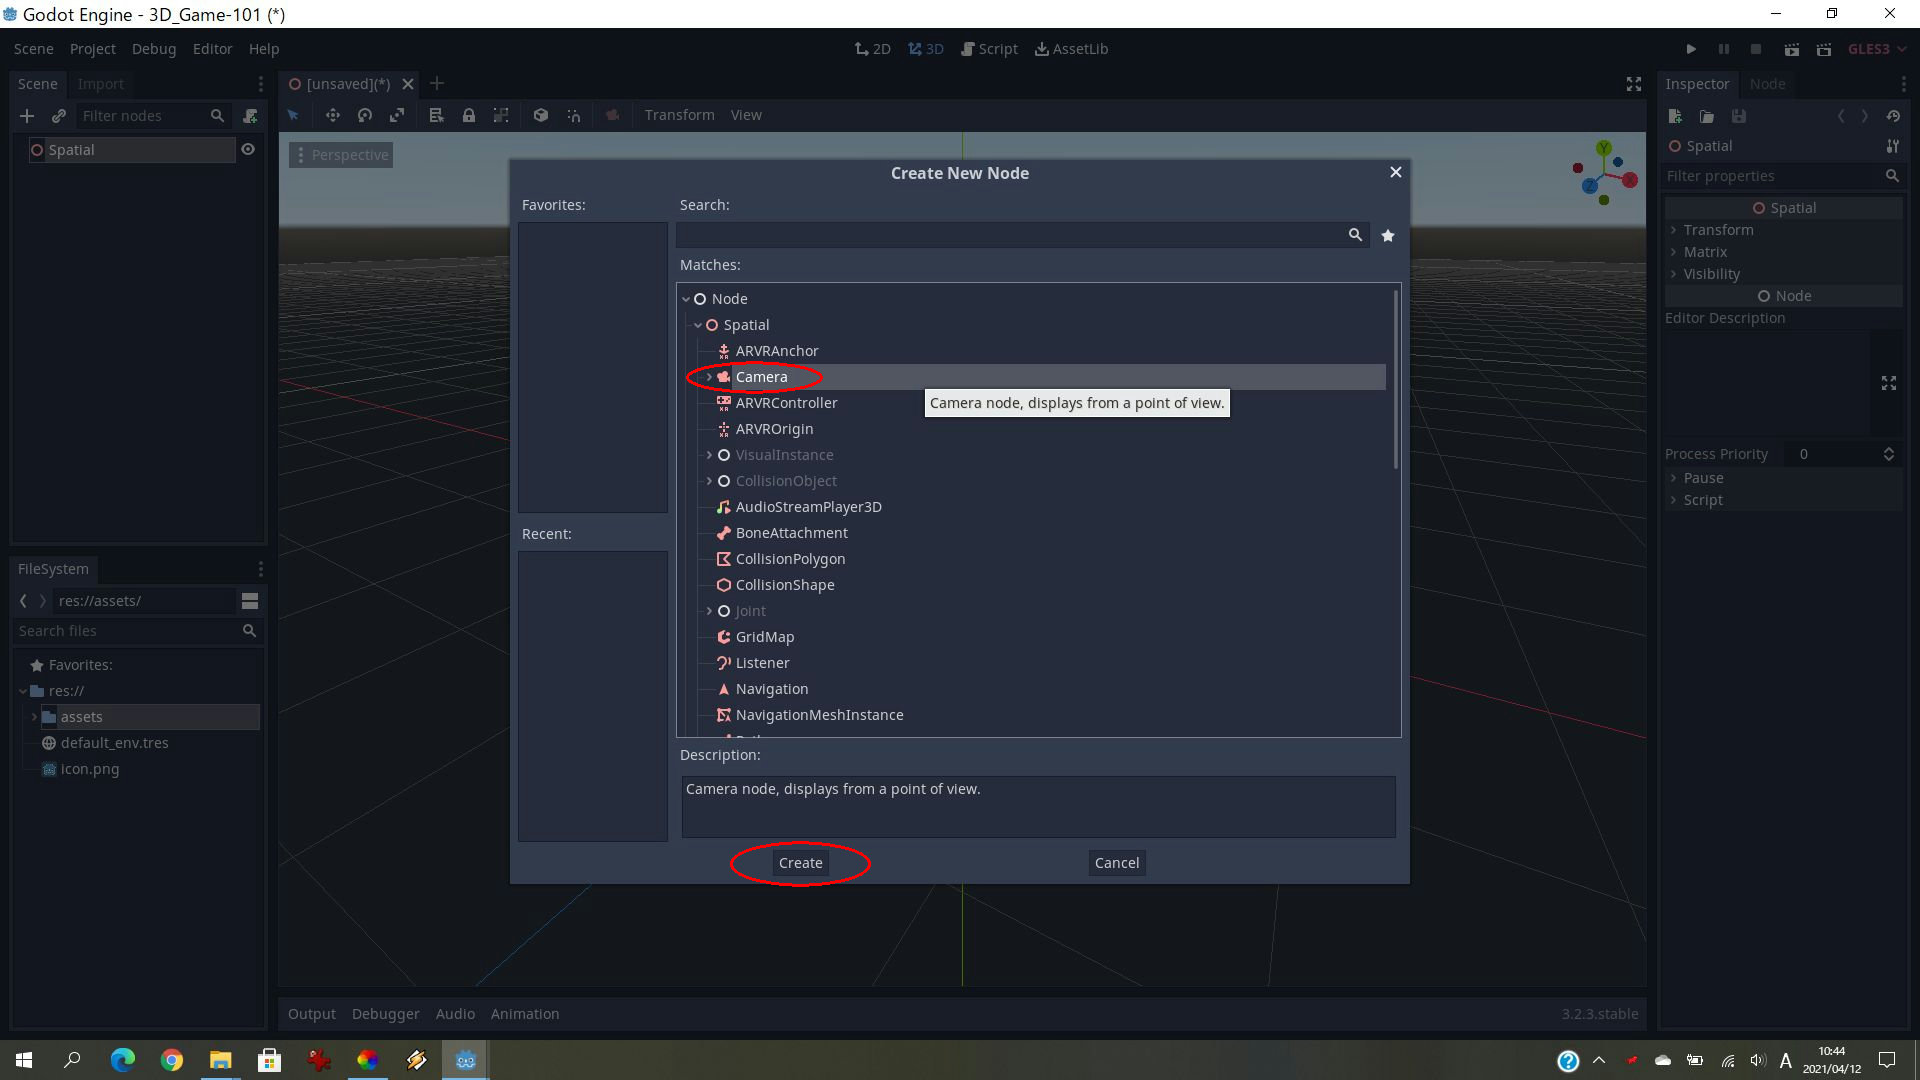 Godot Engine - 3D_Game-101 (*)
Scene Project Debug Editor Help
2D 3D Script AssetLib
GLES3
Scene Import
[unsaved](*)
Inspector Node
Filter nodes
Transform View
Spatial
Perspective
Y
X
Z
Spatial
Filter properties
Spatial
Transform
Matrix
Visibility
Node
Editor Description
Process Priority 0
Pause
Script
Create New Node
Favorites:
Search:
Matches:
Node
Spatial
ARVRAnchor
Camera
ARVRController
Camera node, displays from a point of view.
ARVROrigin
VisualInstance
CollisionObject
AudioStreamPlayer3D
BoneAttachment
CollisionPolygon
CollisionShape
Joint
GridMap
Listener
Navigation
NavigationMeshInstance
Recent:
Description:
Camera node, displays from a point of view.
Create
Cancel
FileSystem
res://assets/
Search files
Favorites:
res://
assets
default_env.tres
icon.png
Output Debugger Audio Animation
3.2.3.stable
A
10:44
2021/04/12